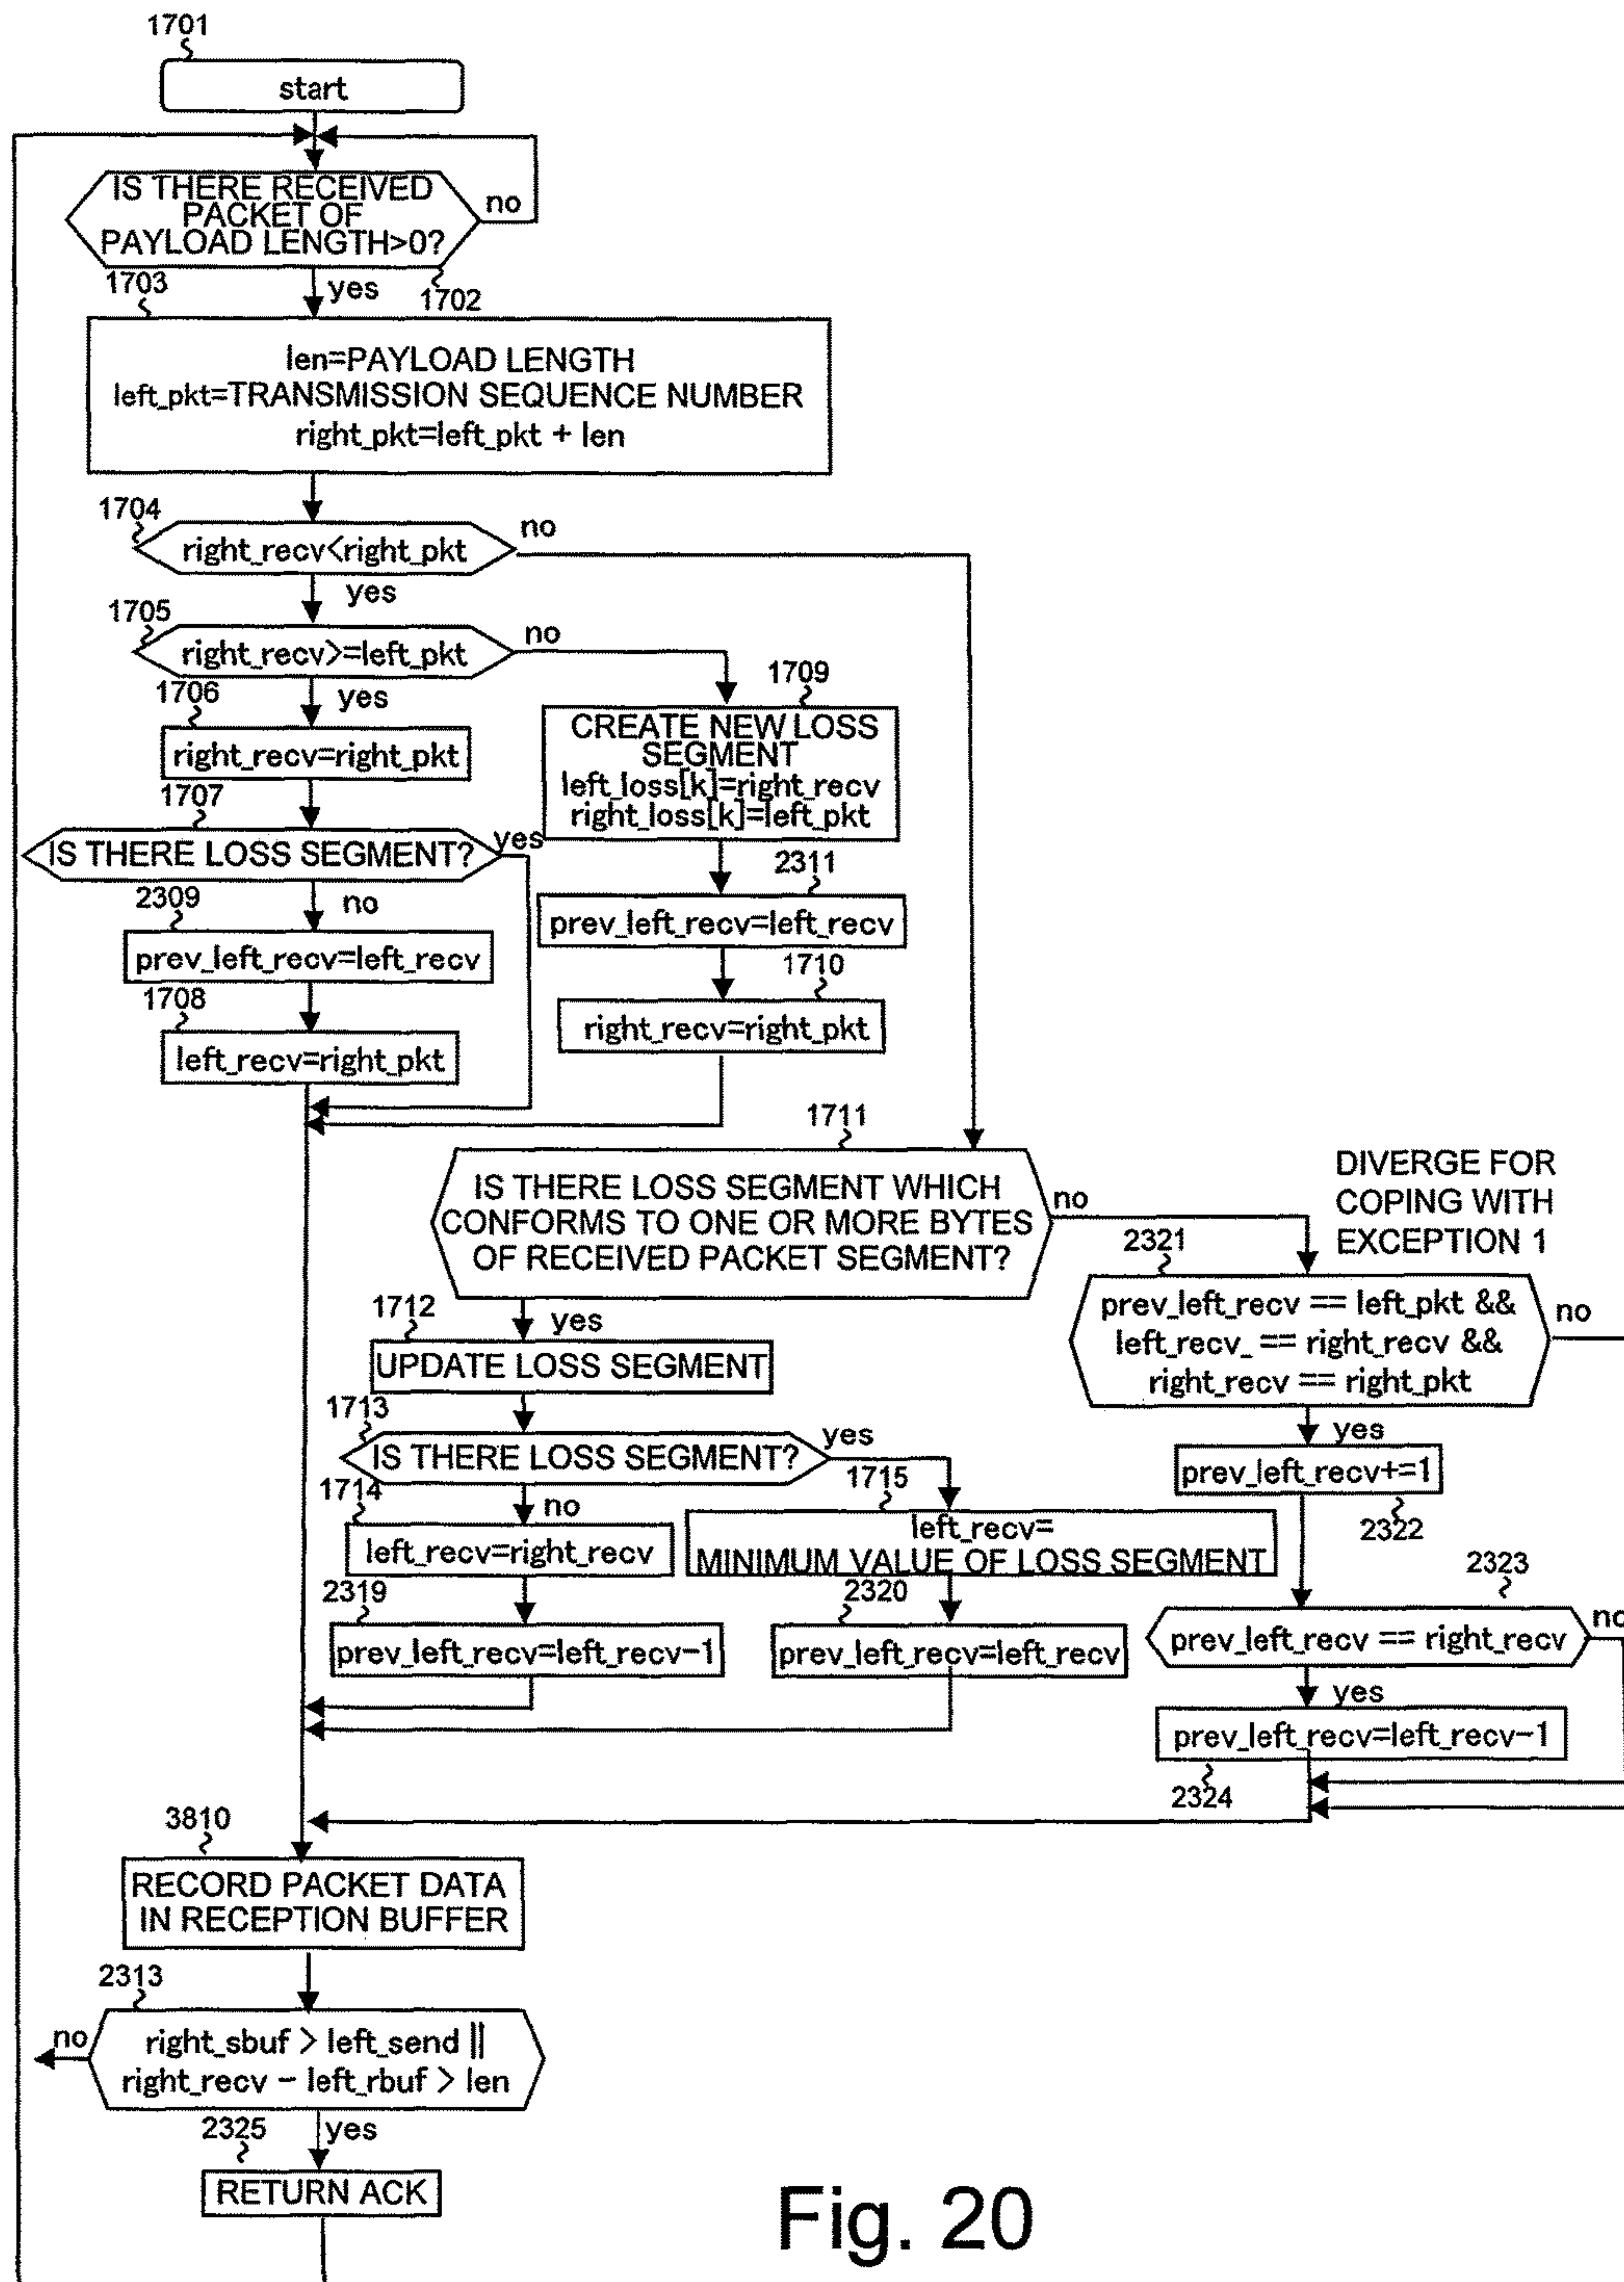 1701
start
IS THERE RECEIVED
PACKET OF
PAYLOAD LENGTH>0?
no
1703
yes
1702
len=PAYLOAD LENGTH
left_pkt=TRANSMISSION SEQUENCE NUMBER
right_pkt=left_pkt + len
1704
no
right_recv<right_pkt
yes
1705
no
right_recv>=left_pkt
1706
yes
right_recv=right_pkt
1709
CREATE NEW LOSS
SEGMENT
left_loss[k]=right_recv
right_loss[k]=left_pkt
1707
IS THERE LOSS SEGMENT?
yes
2309
no
prev_left_recv=left_recv
2311
prev_left_recv=left_recv
1708
left_recv=right_pkt
1710
right_recv=right_pkt
1711
IS THERE LOSS SEGMENT WHICH
CONFORMS TO ONE OR MORE BYTES
OF RECEIVED PACKET SEGMENT?
no
DIVERGE FOR
COPING WITH
EXCEPTION 1
2321
prev_left_recv == left_pkt &&
left_recv_ == right_recv &&
right_recv == right_pkt
no
1712
yes
UPDATE LOSS SEGMENT
1713
IS THERE LOSS SEGMENT?
yes
yes
prev_left_recv+=1
2322
1714
no
left_recv=right_recv
1715
left_recv=
MINIMUM VALUE OF LOSS SEGMENT
2319
prev_left_recv=left_recv-1
2320
prev_left_recv=left_recv
2323
prev_left_recv == right_recv
no
yes
prev_left_recv=left_recv-1
2324
3810
RECORD PACKET DATA
IN RECEPTION BUFFER
2313
no
right_sbuf > left_send ||
right_recv - left_rbuf > len
2325
yes
RETURN ACK
Fig. 20